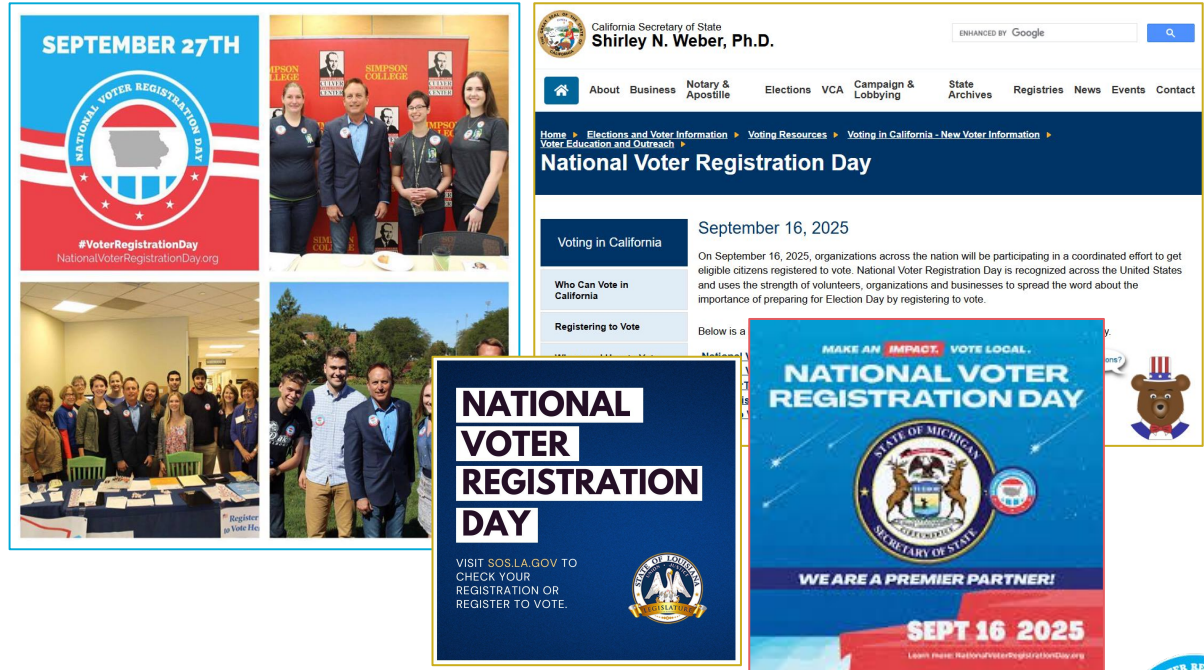 SEPTEMBER 27TH
NATIONAL VOTER REGISTRATION DAY
#VoterRegistrationDay
NationalVoterRegistrationDay.org
SIMPSON
COLLEGE
CULVER
CENTER
Register
to Vote
California Secretary of State
Shirley N. Weber, Ph.D.
ENHANCED BY Google
About Business Notary & Apostille Elections VCA Campaign & Lobbying State Archives Registries News Events Contact
Home Elections and Voter Information Voting Resources Voting in California - New Voter Information
Voter Education and Outreach
National Voter Registration Day
Voting in California
Who Can Vote in
California
Registering to Vote
September 16, 2025
On September 16, 2025, organizations across the nation will be participating in a coordinated effort to get
eligible citizens registered to vote. National Voter Registration Day is recognized across the United States
and uses the strength of volunteers, organizations and businesses to spread the word about the
importance of preparing for Election Day by registering to vote.
Below is a
NATIONAL
VOTER
REGISTRATION
DAY
VISIT SOS.LA.GOV TO
CHECK YOUR
REGISTRATION OR
REGISTER TO VOTE.
STATE OF LOUISIANA
LEGISLATURE
MAKE AN IMPACT. VOTE LOCAL.
NATIONAL VOTER
REGISTRATION DAY
STATE OF MICHIGAN
SECRETARY OF STATE
WE ARE A PREMIER PARTNER!
SEPT 16 2025
Learn more: NationalVoterRegistrationDay.org